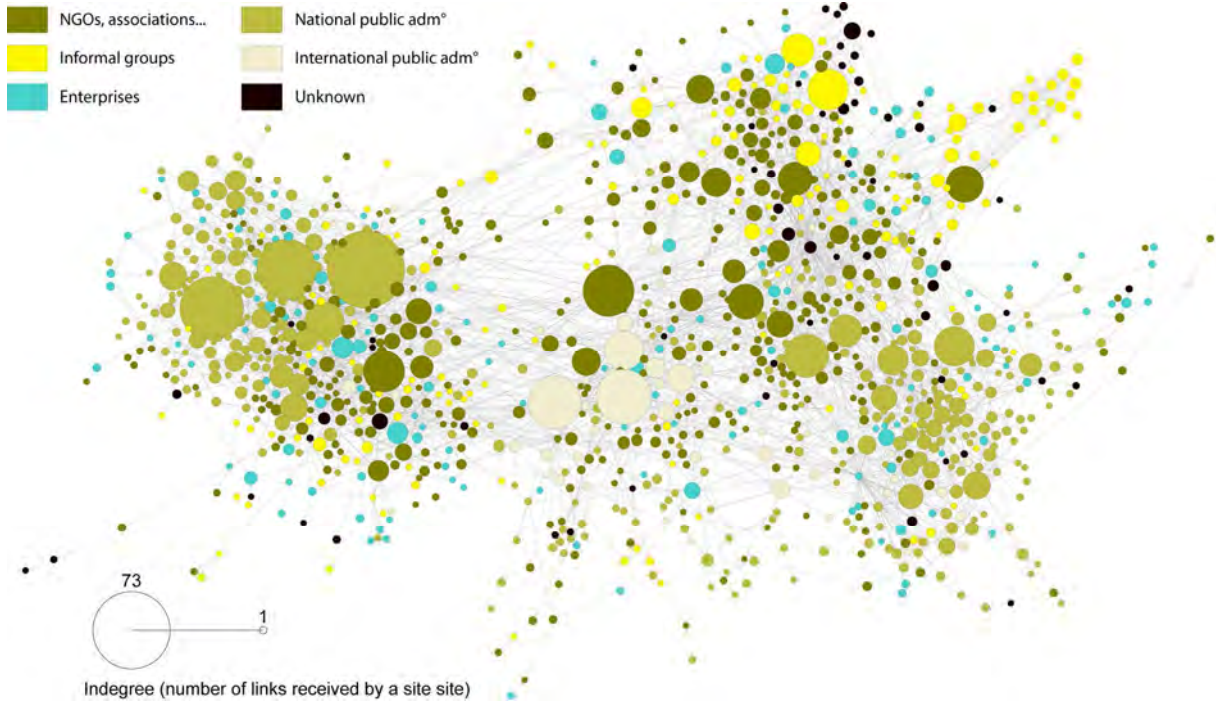 NGOs, associations...
National public adm°
Informal groups
International public adm°
Enterprises
Unknown
73
1
Indegree (number of links received by a site site)